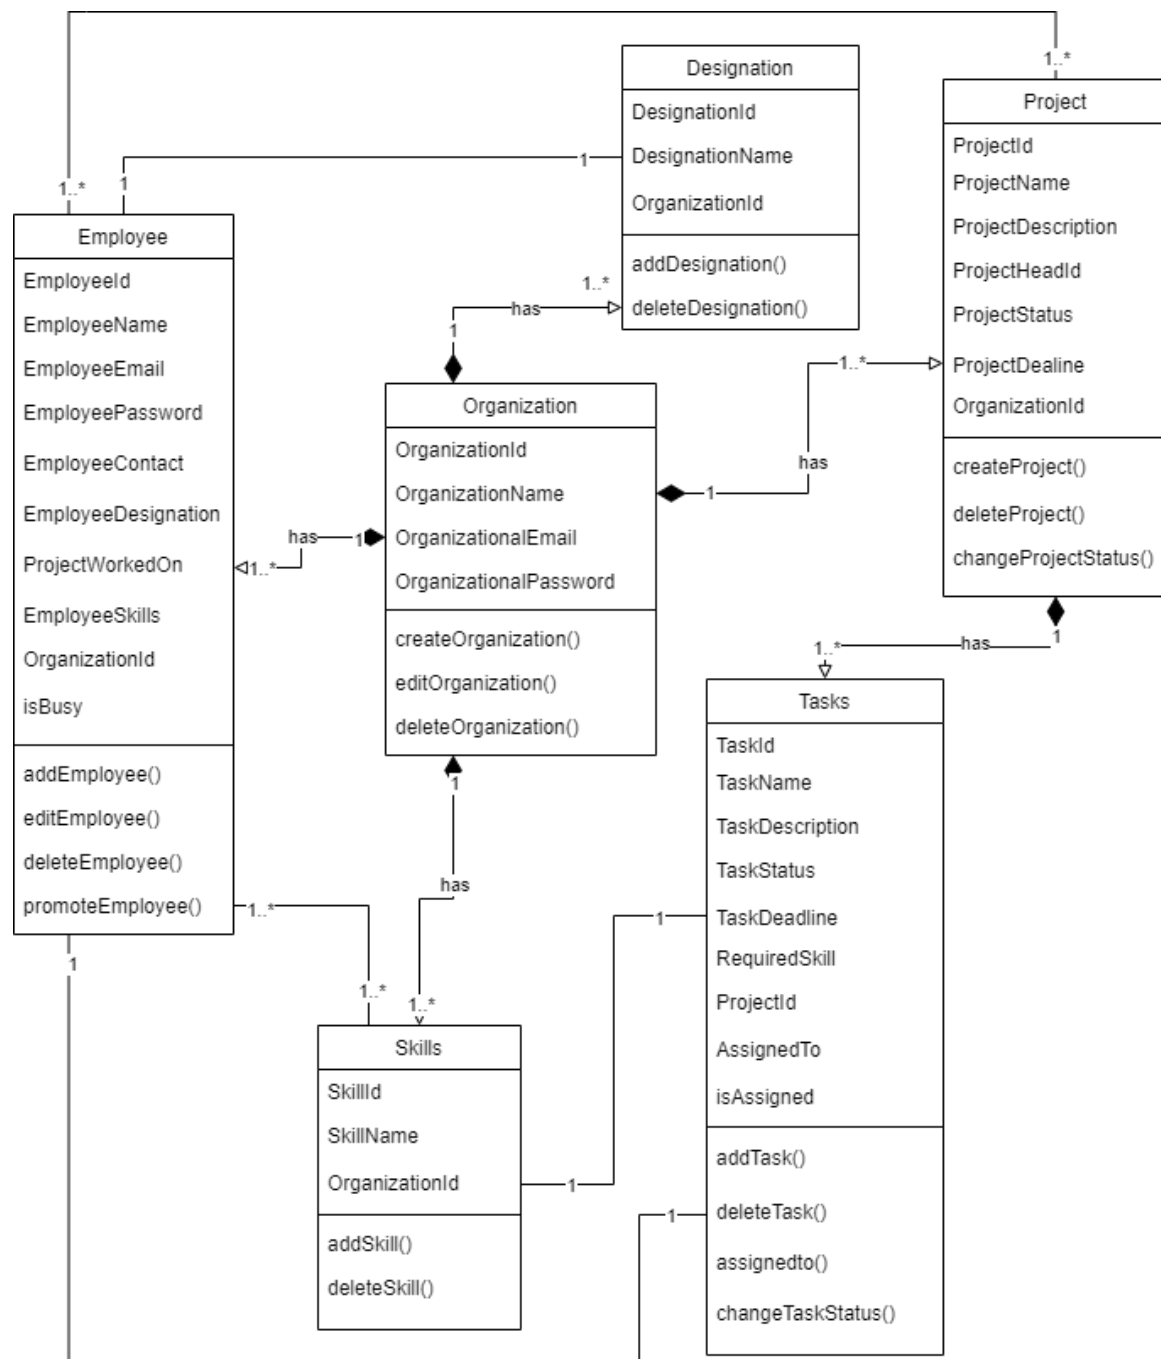 1..*
1..*
Designation
DesignationId
DesignationName
OrganizationId
addDesignation()
deleteDesignation()
Project
ProjectId
ProjectName
ProjectDescription
ProjectHeadId
ProjectStatus
ProjectDealine
OrganizationId
createProject()
deleteProject()
changeProjectStatus()
1
1
Employee
EmployeeId
EmployeeName
EmployeeEmail
EmployeePassword
EmployeeContact
EmployeeDesignation
ProjectWorkedOn
EmployeeSkills
OrganizationId
isBusy
addEmployee()
editEmployee()
deleteEmployee()
promoteEmployee()
1..*
has
1
1..*
has
1
has
1
1..*
1..*
has
1
Organization
OrganizationId
OrganizationName
OrganizationalEmail
OrganizationalPassword
createOrganization()
editOrganization()
deleteOrganization()
1
has
1..*
1
has
1..*
Tasks
TaskId
TaskName
TaskDescription
TaskStatus
TaskDeadline
RequiredSkill
ProjectId
AssignedTo
isAssigned
addTask()
deleteTask()
assignedto()
changeTaskStatus()
1..*
1..*
1
1
1
1
Skills
SkillId
SkillName
OrganizationId
addSkill()
deleteSkill()